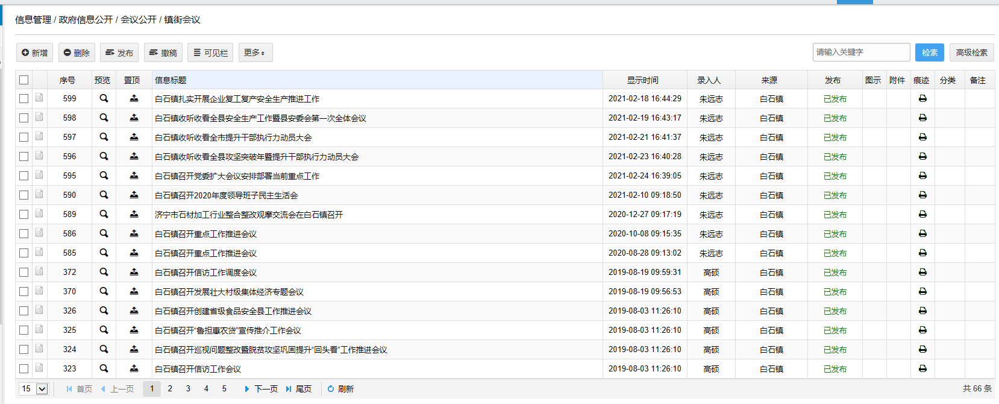 信息管理 / 政府信息公开 / 会议公开 / 镇街会议
新增 删除 发布 撤稿 可见栏 更多 请输入关键字 检索 高级检索
序号 预览 置顶 信息标题 显示时间 录入人 来源 发布 图示 附件 痕迹 分类 备注
599 白石镇扎实开展企业复工复产安全生产推进工作 2021-02-18 16:44:29 朱远志 白石镇 已发布
598 白石镇收听收看全县安全生产工作暨县安委会第一次全体会议 2021-02-19 16:43:17 朱远志 白石镇 已发布
597 白石镇收听收看全市提升干部执行力动员大会 2021-02-21 16:41:37 朱远志 白石镇 已发布
596 白石镇收听收看全县攻坚突破年暨提升干部执行力动员大会 2021-02-23 16:40:28 朱远志 白石镇 已发布
595 白石镇召开党委扩大会议安排部署当前重点工作 2021-02-24 16:39:05 朱远志 白石镇 已发布
590 白石镇召开2020年度领导班子民主生活会 2021-02-10 09:18:50 朱远志 白石镇 已发布
589 济宁市石材加工行业整合整改观摩交流会在白石镇召开 2020-12-27 09:17:19 朱远志 白石镇 已发布
586 白石镇召开重点工作推进会议 2020-10-08 09:15:35 朱远志 白石镇 已发布
585 白石镇召开重点工作推进会议 2020-08-28 09:13:02 朱远志 白石镇 已发布
372 白石镇召开信访工作调度会议 2019-08-19 09:59:31 高硕 白石镇 已发布
370 白石镇召开发展壮大村级集体经济专题会议 2019-08-19 09:56:53 高硕 白石镇 已发布
326 白石镇召开创建省级食品安全县工作推进会议 2019-08-03 11:26:10 高硕 白石镇 已发布
325 白石镇召开“鲁担惠农贷”宣传推介工作会议 2019-08-03 11:26:10 高硕 白石镇 已发布
324 白石镇召开巡视问题整改暨脱贫攻坚巩固提升“回头看”工作推进会议 2019-08-03 11:26:10 高硕 白石镇 已发布
323 白石镇召开信访工作会议 2019-08-03 11:26:10 高硕 白石镇 已发布
15 首页 上一页 1 2 3 4 5 下一页 尾页 刷新 共 66 条